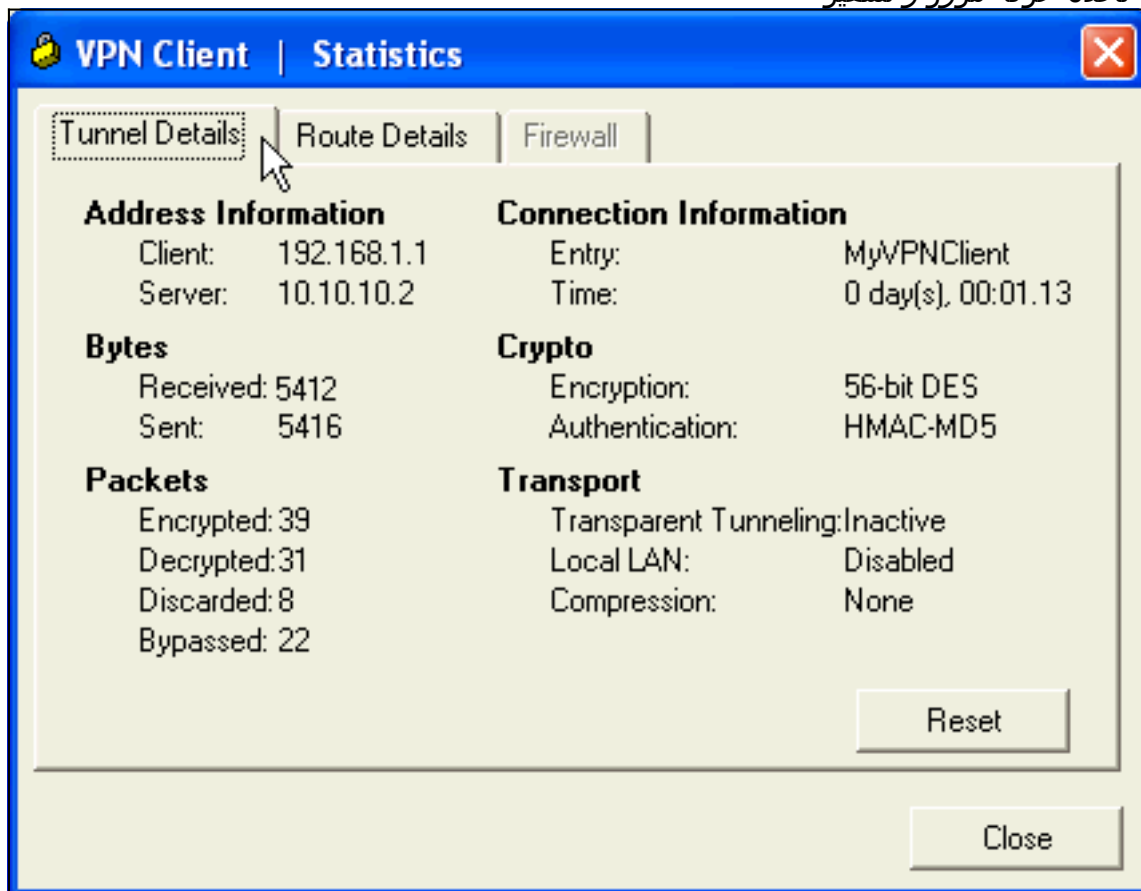 VPN Client | Statistics
Tunnel Details Route Details Firewall
Address Information
Client: 192.168.1.1
Server: 10.10.10.2
Connection Information
Entry: MyVPNClient
Time: 0 day(s), 00:01.13
Bytes
Received: 5412
Sent: 5416
Crypto
Encryption: 56-bit DES
Authentication: HMAC-MD5
Packets
Encrypted: 39
Decrypted: 31
Discarded: 8
Bypassed: 22
Transport
Transparent Tunneling: Inactive
Local LAN: Disabled
Compression: None
Reset
Close